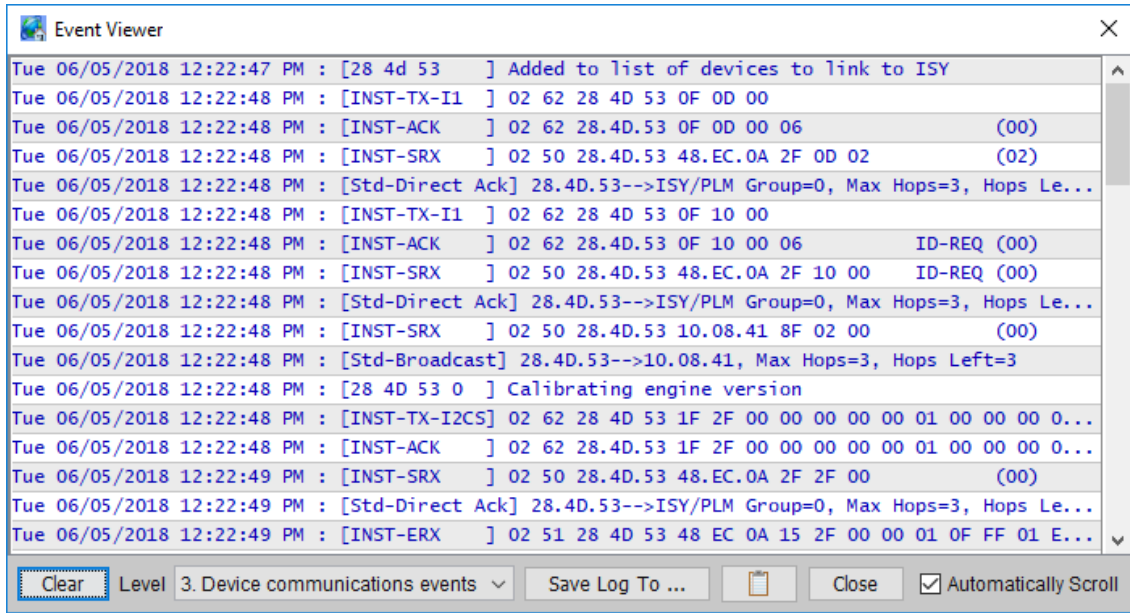 Event Viewer
Tue 06/05/2018 12:22:47 PM : [28 4d 53    ] Added to list of devices to link to ISY
Tue 06/05/2018 12:22:48 PM : [INST-TX-I1  ] 02 62 28 4D 53 0F 0D 00
Tue 06/05/2018 12:22:48 PM : [INST-ACK    ] 02 62 28.4D.53 0F 0D 00 06                 (00)
Tue 06/05/2018 12:22:48 PM : [INST-SRX    ] 02 50 28.4D.53 48.EC.0A 2F 0D 02           (02)
Tue 06/05/2018 12:22:48 PM : [Std-Direct Ack] 28.4D.53-->ISY/PLM Group=0, Max Hops=3, Hops Le...
Tue 06/05/2018 12:22:48 PM : [INST-TX-I1  ] 02 62 28 4D 53 0F 10 00
Tue 06/05/2018 12:22:48 PM : [INST-ACK    ] 02 62 28.4D.53 0F 10 00 06          ID-REQ (00)
Tue 06/05/2018 12:22:48 PM : [INST-SRX    ] 02 50 28.4D.53 48.EC.0A 2F 10 00    ID-REQ (00)
Tue 06/05/2018 12:22:48 PM : [Std-Direct Ack] 28.4D.53-->ISY/PLM Group=0, Max Hops=3, Hops Le...
Tue 06/05/2018 12:22:48 PM : [INST-SRX    ] 02 50 28.4D.53 10.08.41 8F 02 00           (00)
Tue 06/05/2018 12:22:48 PM : [Std-Broadcast] 28.4D.53-->10.08.41, Max Hops=3, Hops Left=3
Tue 06/05/2018 12:22:48 PM : [28 4D 53 0  ] Calibrating engine version
Tue 06/05/2018 12:22:48 PM : [INST-TX-I2CS] 02 62 28 4D 53 1F 2F 00 00 00 00 00 01 00 00 00 0...
Tue 06/05/2018 12:22:48 PM : [INST-ACK    ] 02 62 28.4D.53 1F 2F 00 00 00 00 00 01 00 00 00 0...
Tue 06/05/2018 12:22:49 PM : [INST-SRX    ] 02 50 28.4D.53 48.EC.0A 2F 2F 00           (00)
Tue 06/05/2018 12:22:49 PM : [Std-Direct Ack] 28.4D.53-->ISY/PLM Group=0, Max Hops=3, Hops Le...
Tue 06/05/2018 12:22:49 PM : [INST-ERX    ] 02 51 28 4D 53 48 EC 0A 15 2F 00 00 01 0F FF 01 E...
Clear Level 3. Device communications events Save Log To ... Close Automatically Scroll